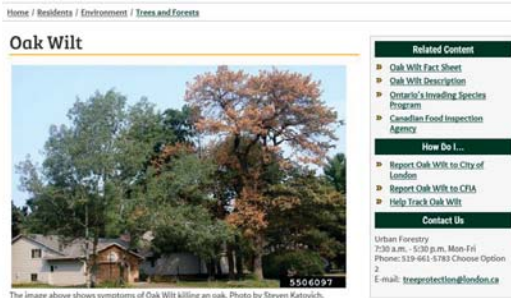 Home / Residents / Environment / Trees and Forests
Oak Wilt
5506097
The image above shows symptoms of Oak Wilt killing an oak. Photo by Steven Katovich,
Related Content
Oak Wilt Fact Sheet
Oak Wilt Description
Ontario's Invading Species
Program
Canadian Food Inspection
Agency
How Do I...
Report Oak Wilt to City of
London
Report Oak Wilt to CFIA
Help Track Oak Wilt
Contact Us
Urban Forestry
7:30 a.m. - 5:30 p.m. Mon-Fri
Phone: 519-661-5783 Choose Option
2
E-mail: treeprotection@london.ca